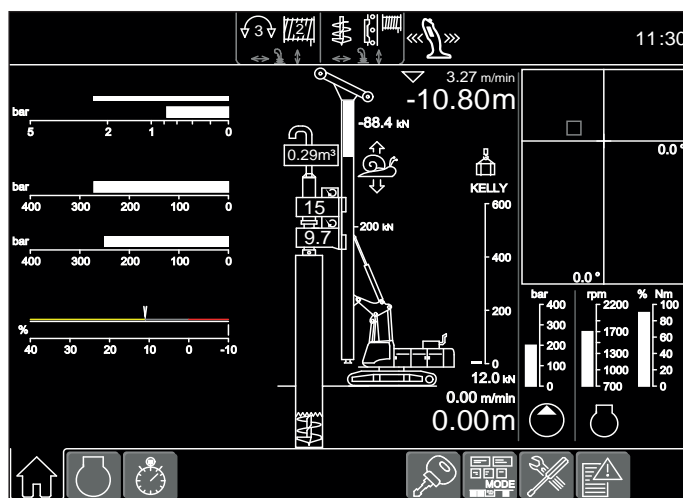 3 2 11:30
3.27 m/min
-10.80m
bar
5 2 1 0
-88.4 kN
0.29m³
0.0°
KELLY
bar
400 300 200 100 0
15
600
200 kN
9.7
bar
400 300 200 100 0
400
0.0°
bar rpm % Nm
200
400 2200 100
300 1700 80
200 1300 60
100 1000 40
20
0 700 0
%
40 30 20 10 0 -10
0
12.0 kN
0.00 m/min
0.00m
MODE